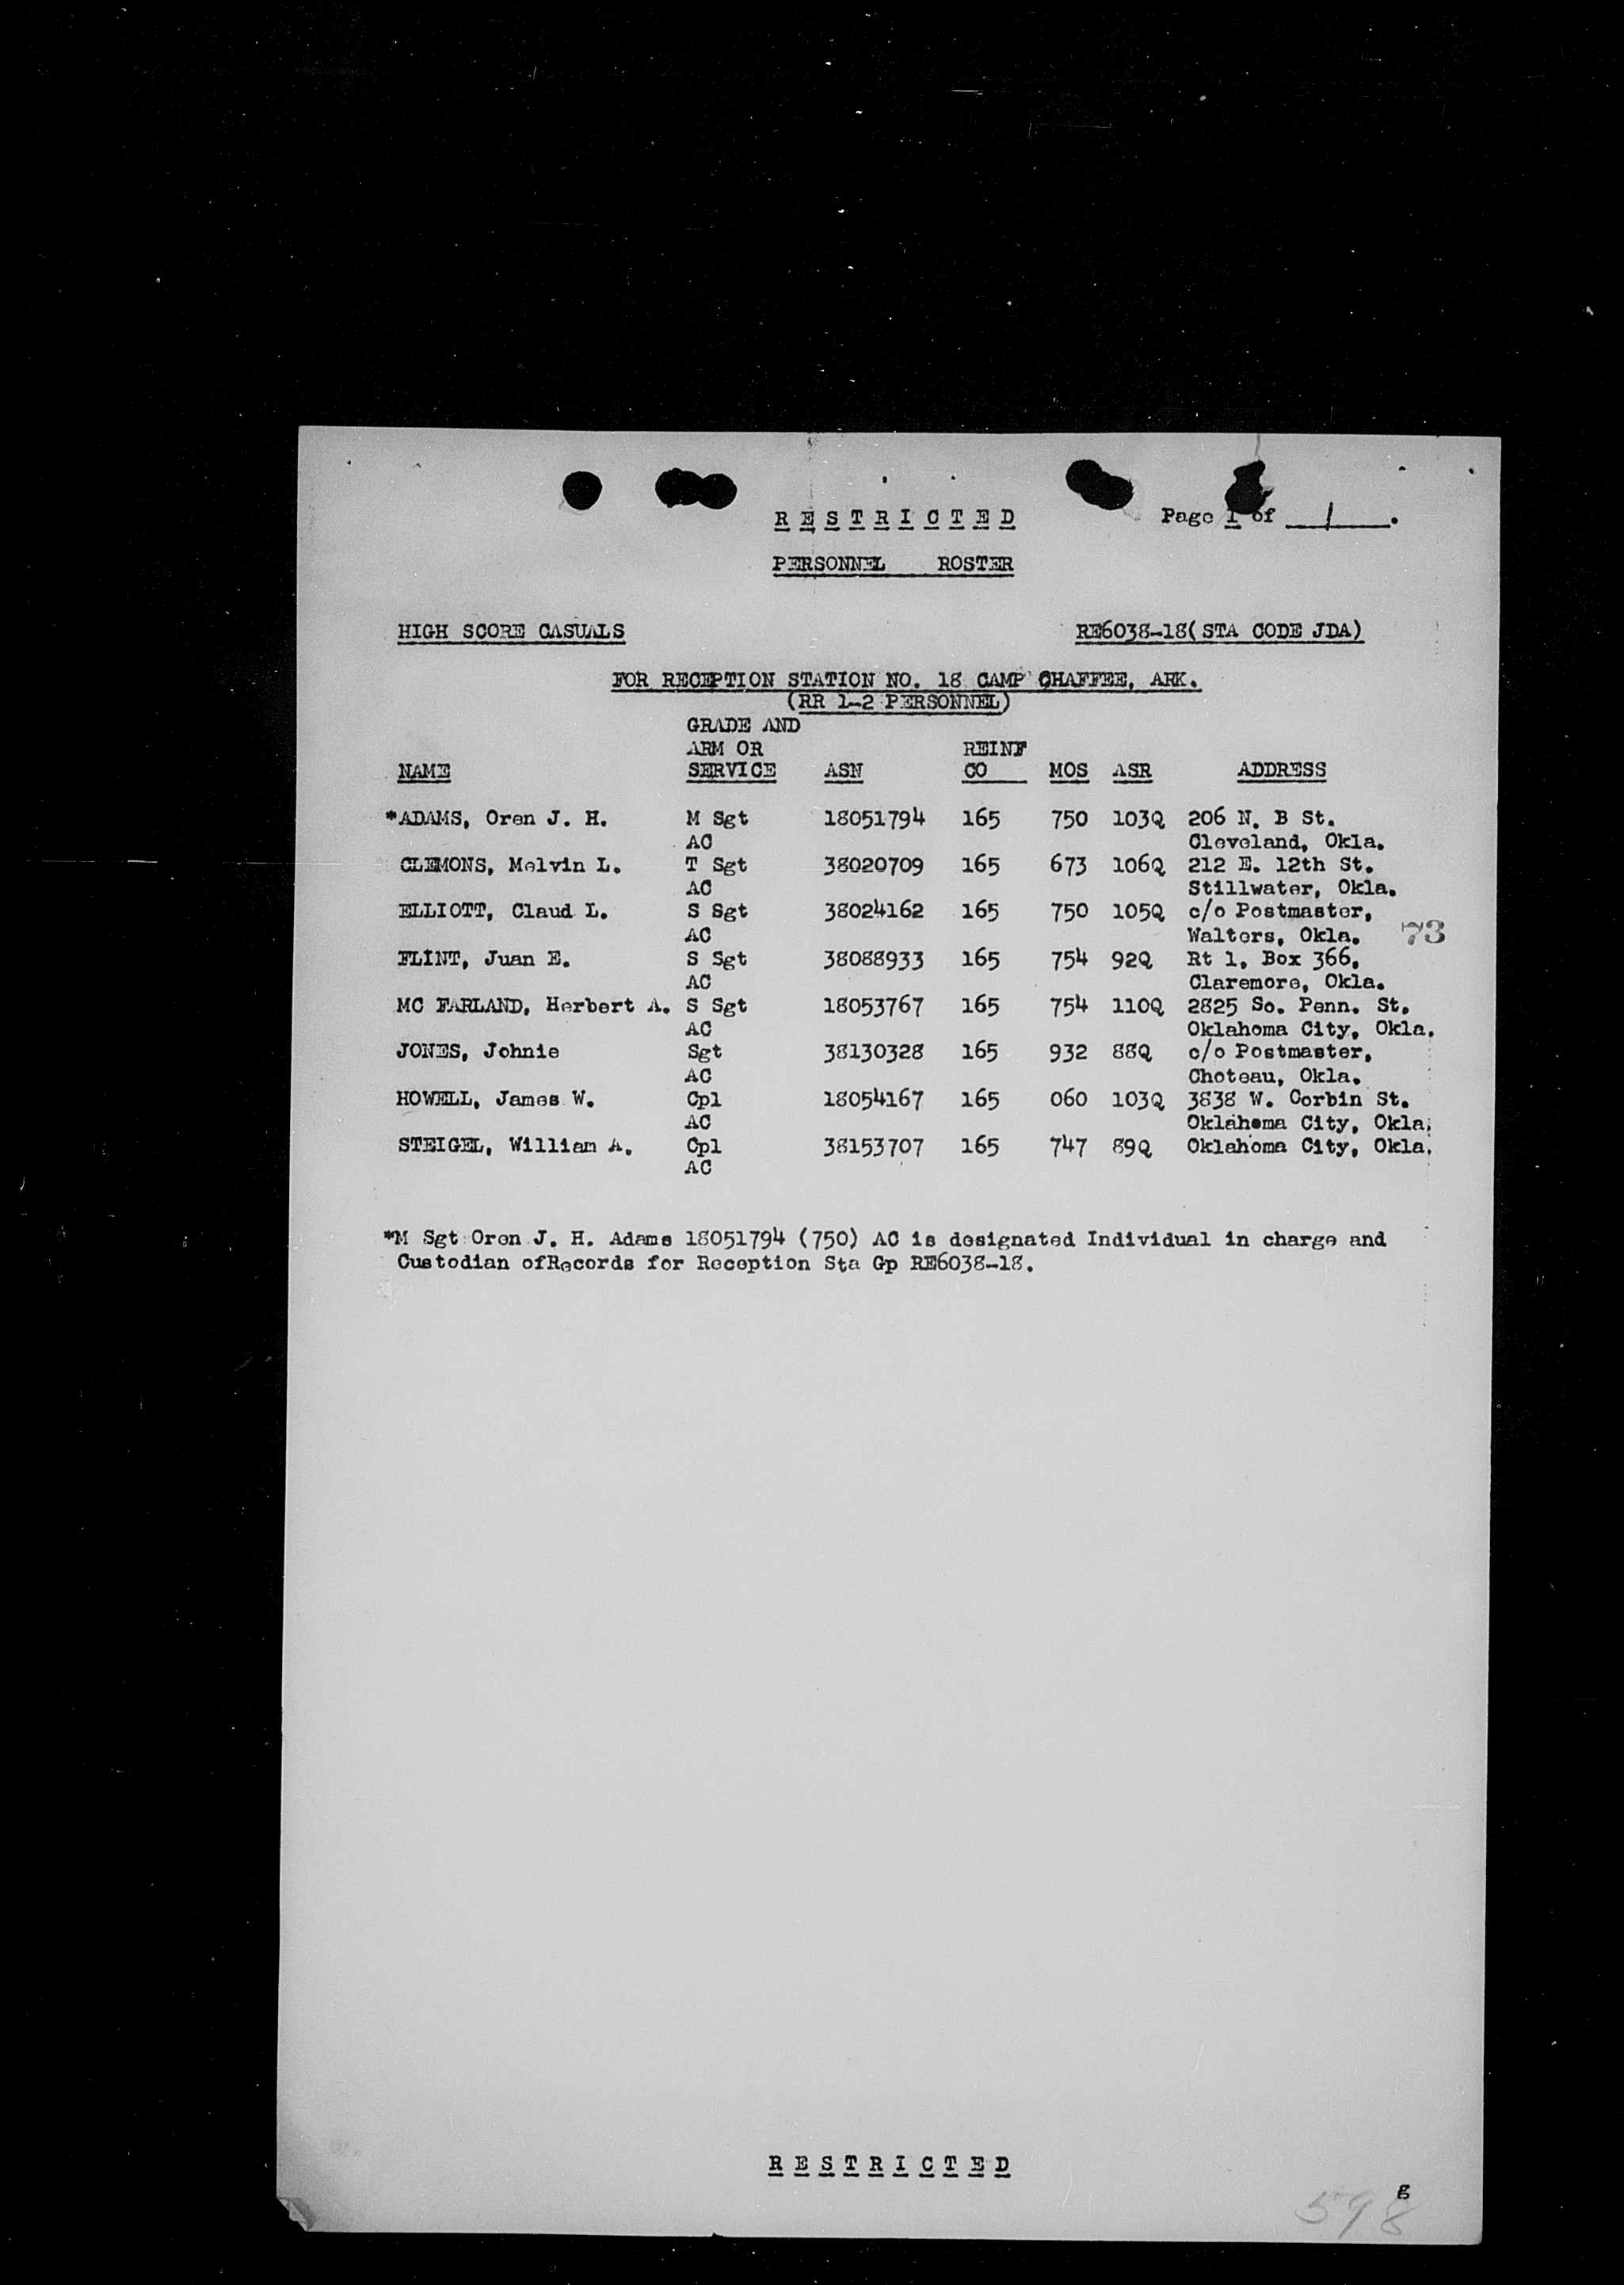 R E S T R I C T E D Page 1 of 1.
PERSONNEL ROSTER
HIGH SCORE CASUALS RE6038-18(STA CODE JDA)
FOR RECEPTION STATION NO. 18 CAMP CHAFFEE, ARK.
(RR 1-2 PERSONNEL)
GRADE AND
ARM OR REINF
NAME SERVICE ASN CO MOS ASR ADDRESS
*ADAMS, Oren J. H. M Sgt 18051794 165 750 103Q 206 N. B St.
AC Cleveland, Okla.
CLEMONS, Melvin L. T Sgt 38020709 165 673 106Q 212 E. 12th St.
AC Stillwater, Okla.
ELLIOTT, Claud L. S Sgt 38024162 165 750 105Q c/o Postmaster,
AC Walters, Okla. 73
FLINT, Juan E. S Sgt 38088933 165 754 92Q Rt 1, Box 366,
AC Claremore, Okla.
MC FARLAND, Herbert A. S Sgt 18053767 165 754 110Q 2825 So. Penn. St.
AC Oklahoma City, Okla.
JONES, Johnie Sgt 38130328 165 932 88Q c/o Postmaster,
AC Choteau, Okla.
HOWELL, James W. Cpl 18054167 165 060 103Q 3838 W. Corbin St.
AC Oklahoma City, Okla.
STEIGEL, William A. Cpl 38153707 165 747 89Q Oklahoma City, Okla.
AC
*M Sgt Oren J. H. Adams 18051794 (750) AC is designated Individual in charge and
Custodian ofRecords for Reception Sta Gp RE6038-18.
R E S T R I C T E D
g
598